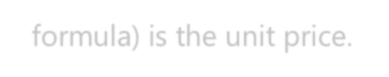 formula) is the unit price.